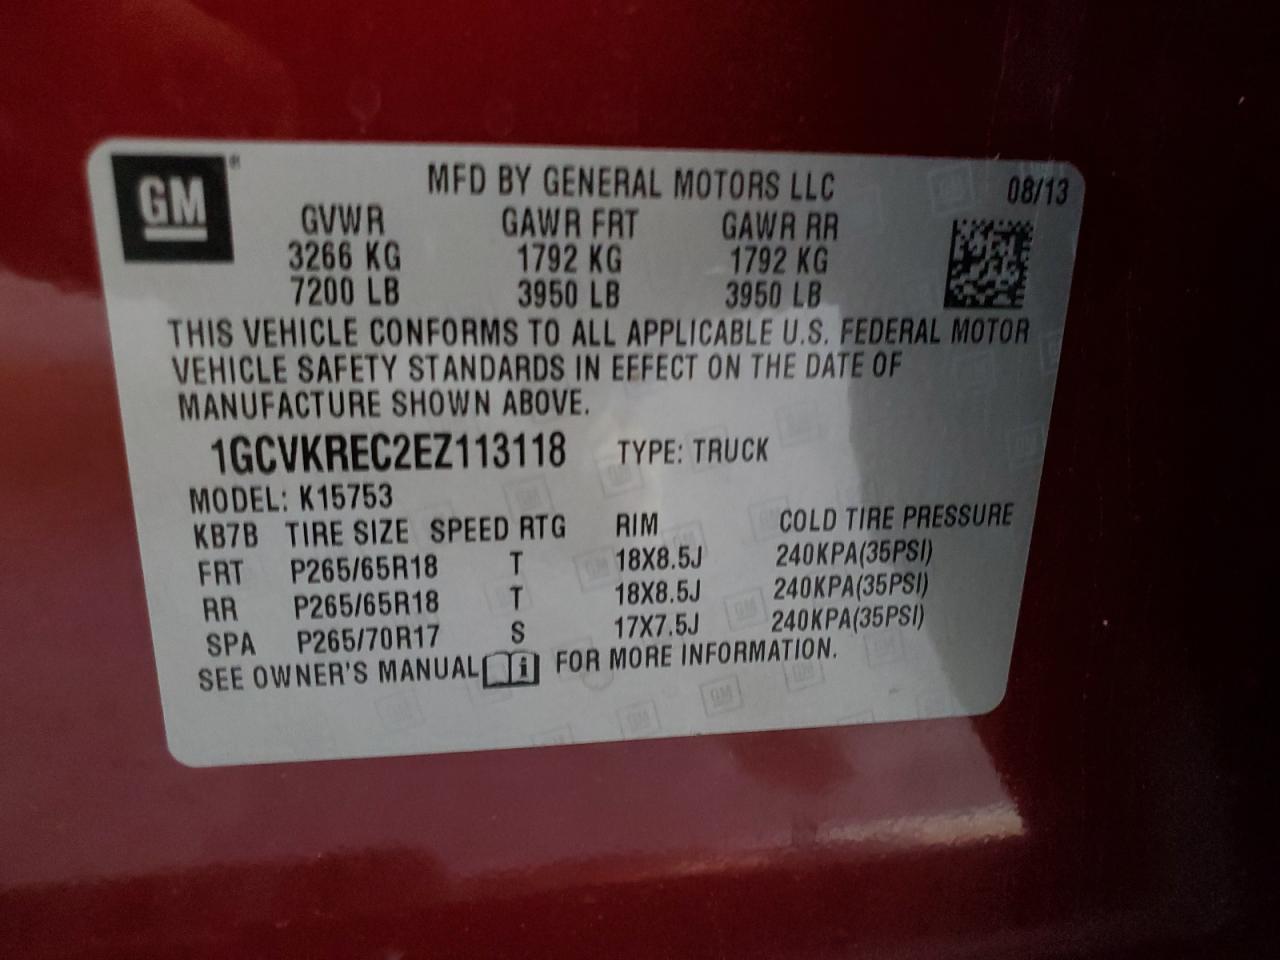 GM
MFD BY GENERAL MOTORS LLC 08/13
GVWR GAWR FRT GAWR RR
3266 KG 1792 KG 1792 KG
7200 LB 3950 LB 3950 LB
THIS VEHICLE CONFORMS TO ALL APPLICABLE U.S. FEDERAL MOTOR
VEHICLE SAFETY STANDARDS IN EFFECT ON THE DATE OF
MANUFACTURE SHOWN ABOVE.
1GCVKREC2EZ113118 TYPE: TRUCK
MODEL: K15753
KB7B TIRE SIZE SPEED RTG RIM COLD TIRE PRESSURE
FRT P265/65R18 T 18X8.5J 240KPA(35PSI)
RR P265/65R18 T 18X8.5J 240KPA(35PSI)
SPA P265/70R17 S 17X7.5J 240KPA(35PSI)
SEE OWNER'S MANUAL i FOR MORE INFORMATION.